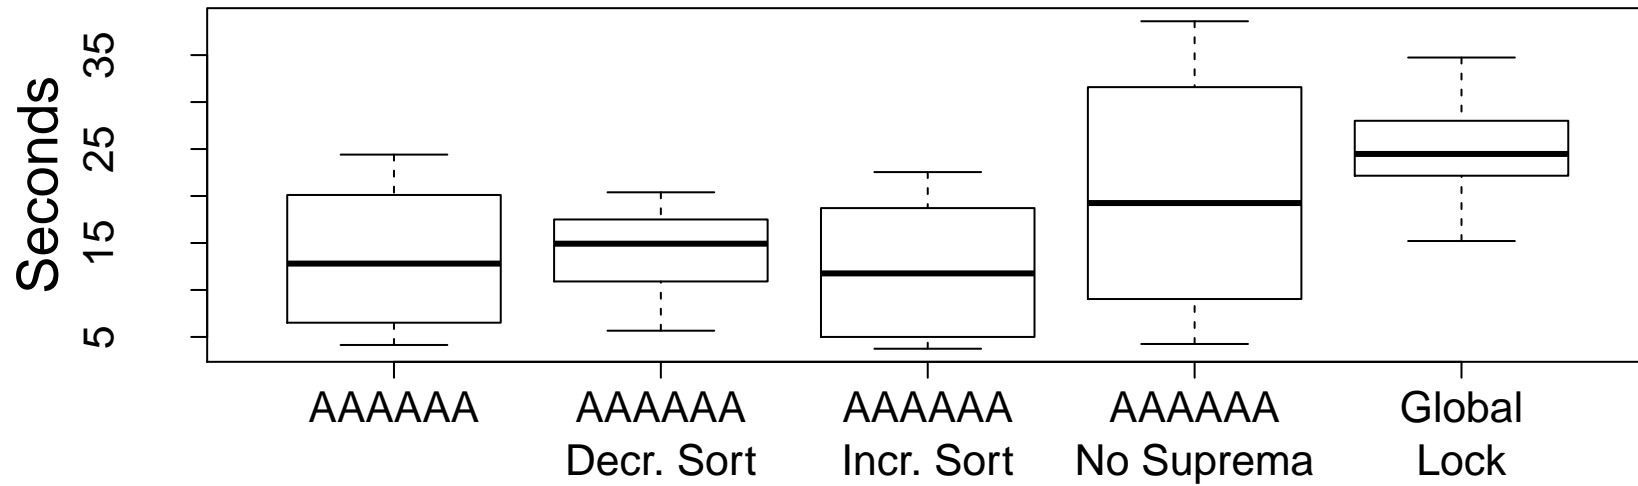 Seconds
35
25
15
5
AAAAAA
AAAAAA
Decr. Sort
AAAAAA
Incr. Sort
AAAAAA
No Suprema
Global
Lock